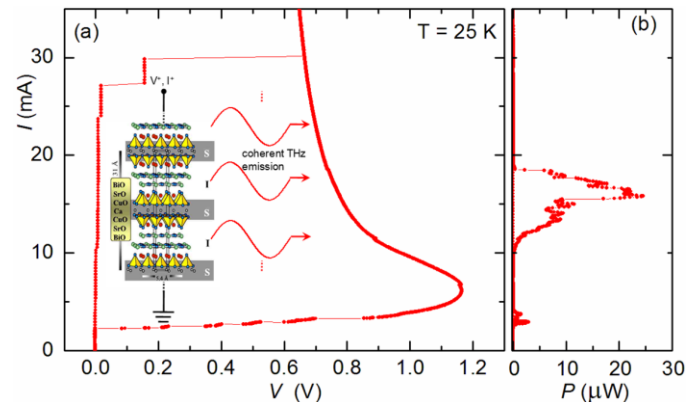 (a)
T = 25 K
(b)
I (mA)
30
20
10
0
V⁺, I⁺
coherent THz
emission
S
I
S
I
S
BiO
SrO
CuO
Ca
CuO
SrO
BiO
0.0 0.2 0.4 0.6 0.8 1.0 1.2
V (V)
0 10 20 30
P (μW)